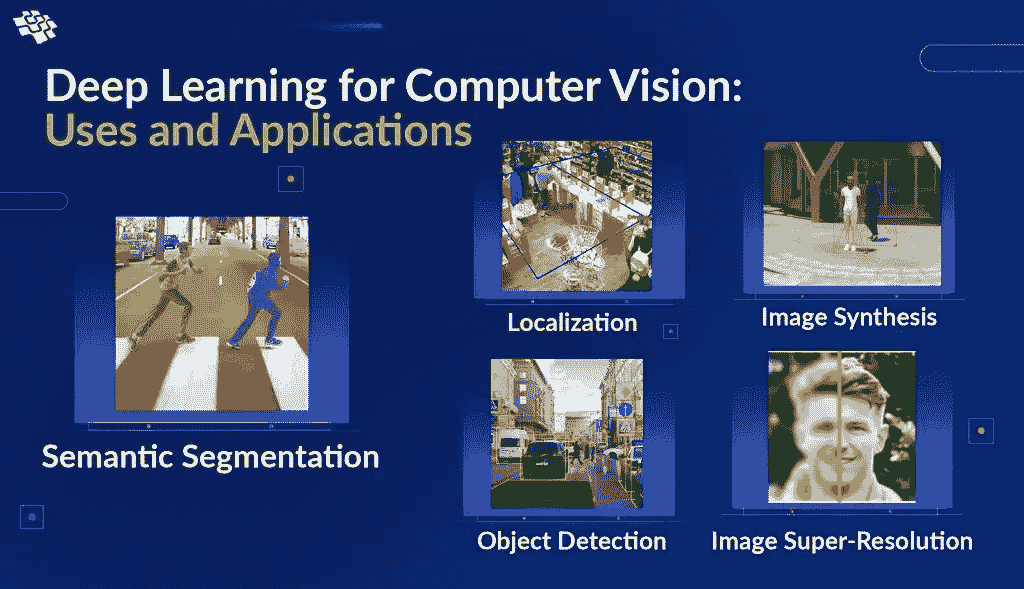 Deep Learning for Computer Vision:
Uses and Applications
Semantic Segmentation
Localization
Image Synthesis
Object Detection
Image Super-Resolution